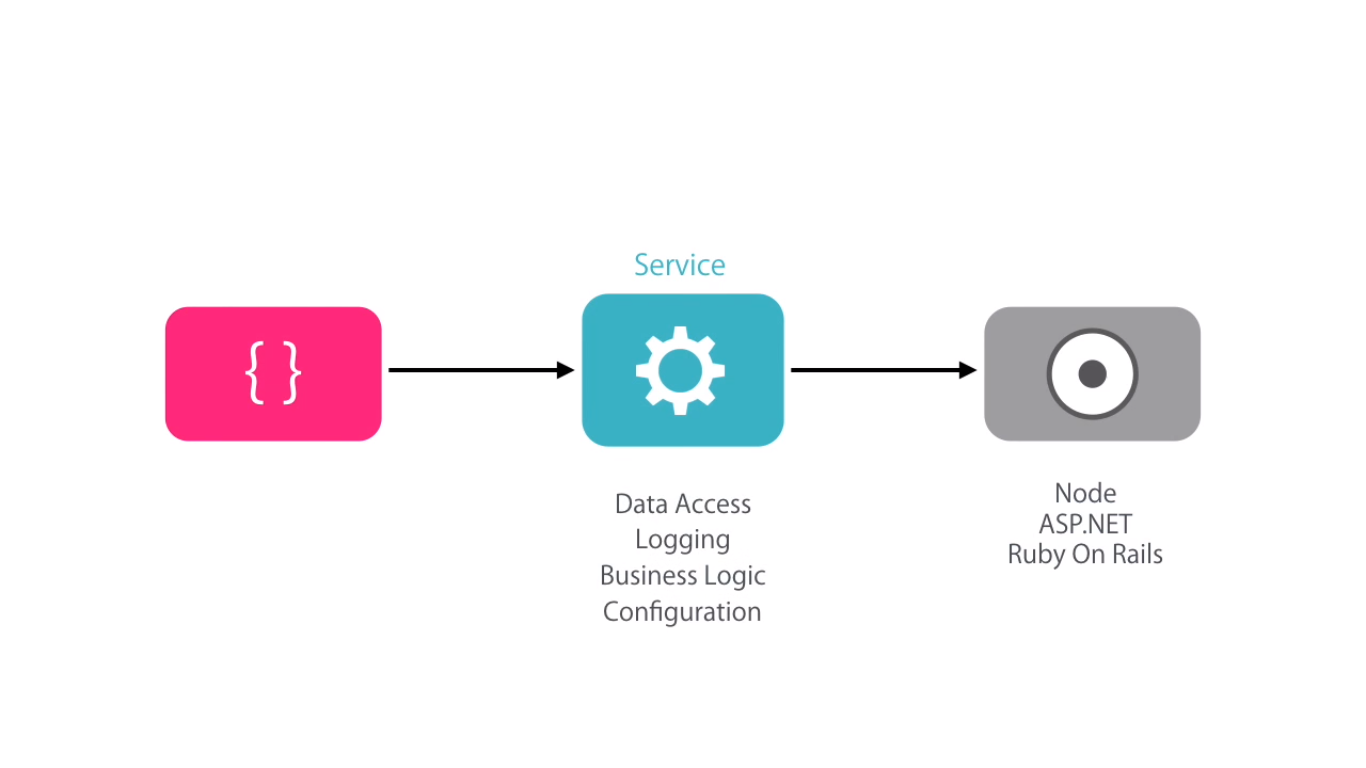 Service
{ }
Data Access
Logging
Business Logic
Configuration
Node
ASP.NET
Ruby On Rails